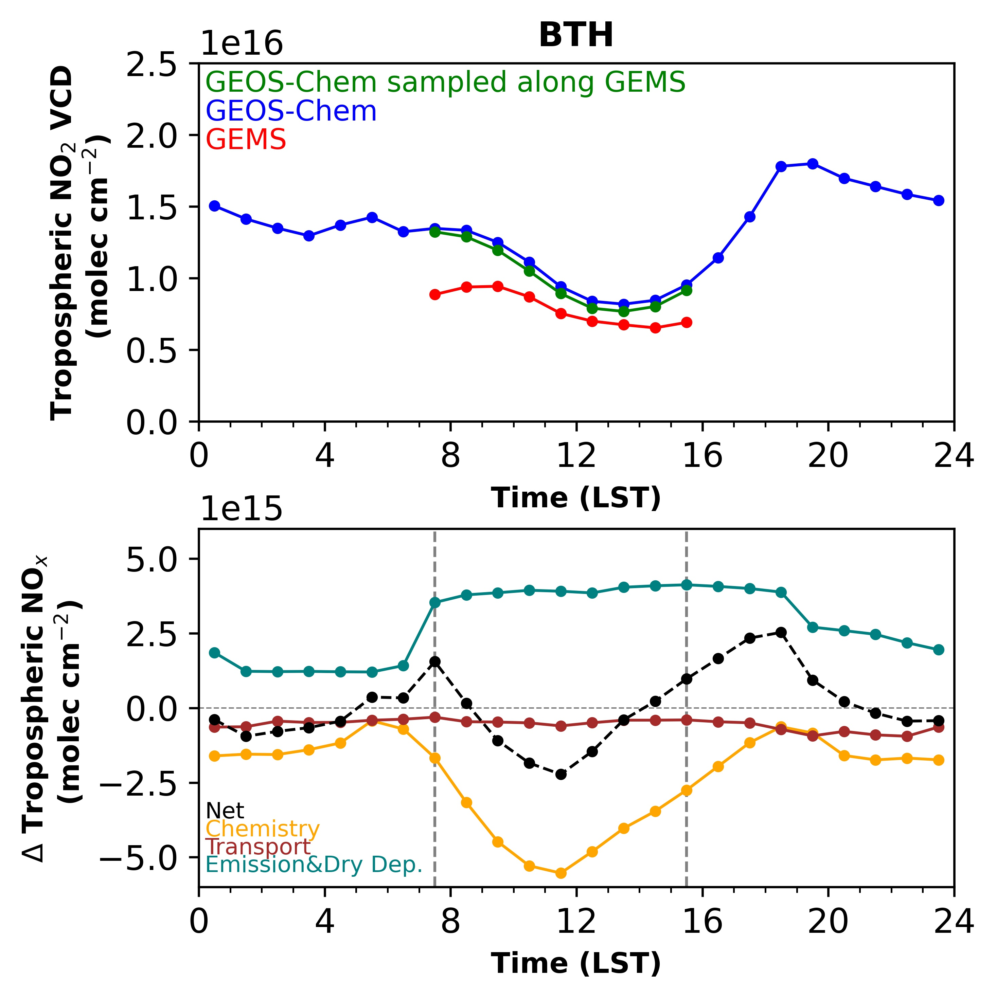 BTH
1e16
Tropospheric NO₂ VCD
(molec cm⁻²)
2.5
2.0
1.5
1.0
0.5
0.0
GEOS-Chem sampled along GEMS
GEOS-Chem
GEMS
0 4 8 12 16 20 24
Time (LST)
1e15
Δ Tropospheric NOₓ
(molec cm⁻²)
5.0
2.5
0.0
−2.5
−5.0
Net
Chemistry
Transport
Emission&Dry Dep.
0 4 8 12 16 20 24
Time (LST)